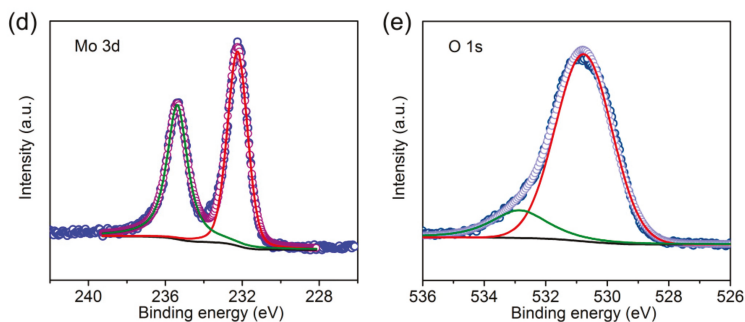 (d)
Mo 3d
Intensity (a.u.)
240 236 232 228
Binding energy (eV)
(e)
O 1s
Intensity (a.u.)
536 534 532 530 528 526
Binding energy (eV)